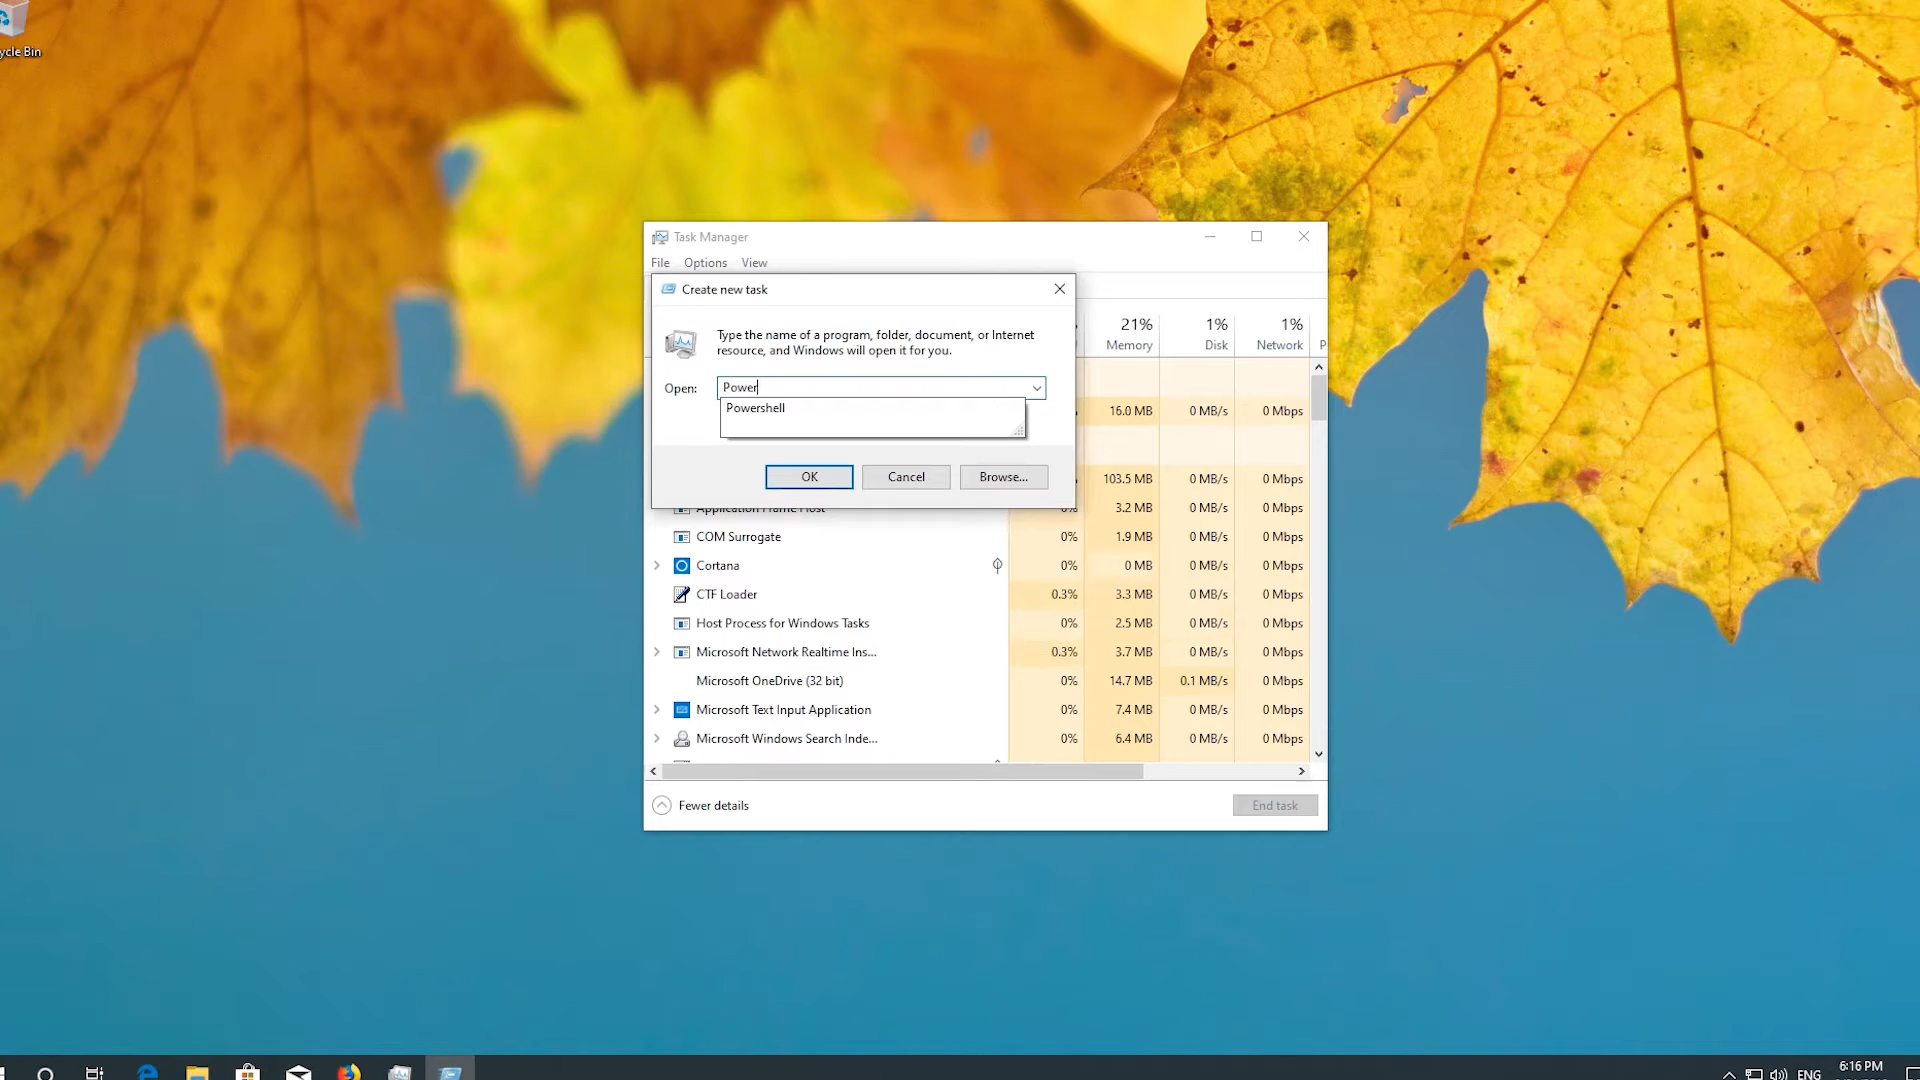 ycle Bin
Task Manager
File Options View
Create new task
Type the name of a program, folder, document, or Internet
resource, and Windows will open it for you.
Open: Power
Powershell
OK Cancel Browse...
21% 1% 1%
Memory Disk Network P
16.0 MB 0 MB/s 0 Mbps
103.5 MB 0 MB/s 0 Mbps
Application Frame Host 0% 3.2 MB 0 MB/s 0 Mbps
COM Surrogate 0% 1.9 MB 0 MB/s 0 Mbps
Cortana 0% 0 MB 0 MB/s 0 Mbps
CTF Loader 0.3% 3.3 MB 0 MB/s 0 Mbps
Host Process for Windows Tasks 0% 2.5 MB 0 MB/s 0 Mbps
Microsoft Network Realtime Ins... 0.3% 3.7 MB 0 MB/s 0 Mbps
Microsoft OneDrive (32 bit) 0% 14.7 MB 0.1 MB/s 0 Mbps
Microsoft Text Input Application 0% 7.4 MB 0 MB/s 0 Mbps
Microsoft Windows Search Inde... 0% 6.4 MB 0 MB/s 0 Mbps
Fewer details End task
ENG 6:16 PM